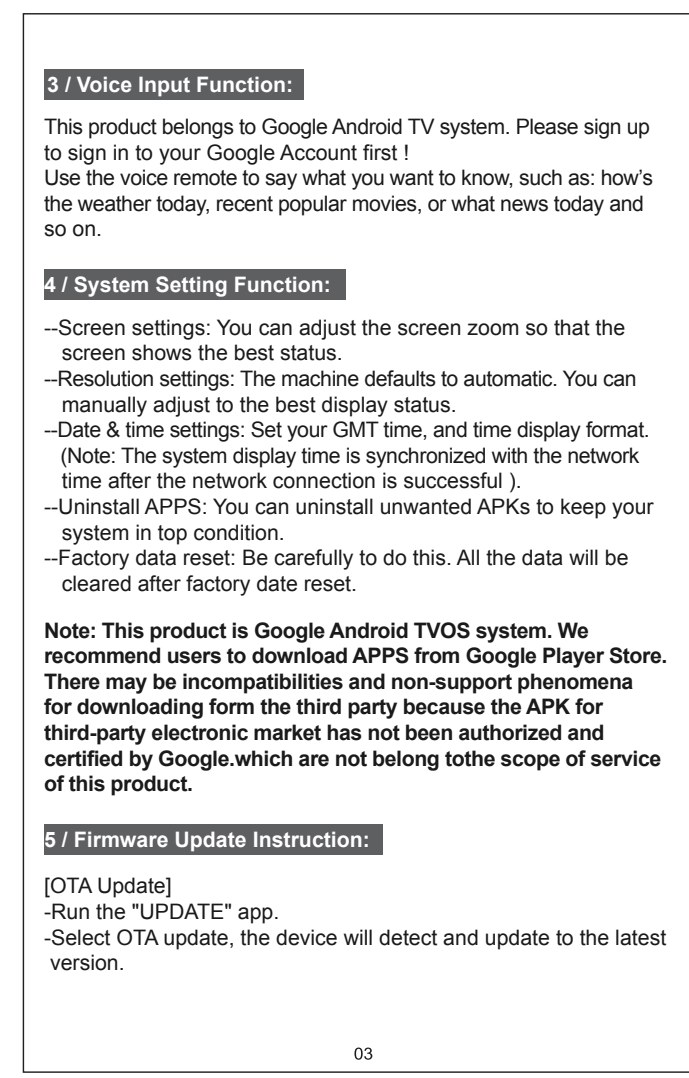 3 / Voice Input Function:
This product belongs to Google Android TV system. Please sign up
to sign in to your Google Account first !
Use the voice remote to say what you want to know, such as: how's
the weather today, recent popular movies, or what news today and
so on.
4 / System Setting Function:
--Screen settings: You can adjust the screen zoom so that the
screen shows the best status.
--Resolution settings: The machine defaults to automatic. You can
manually adjust to the best display status.
--Date & time settings: Set your GMT time, and time display format.
(Note: The system display time is synchronized with the network
time after the network connection is successful ).
--Uninstall APPS: You can uninstall unwanted APKs to keep your
system in top condition.
--Factory data reset: Be carefully to do this. All the data will be
cleared after factory date reset.
Note: This product is Google Android TVOS system. We
recommend users to download APPS from Google Player Store.
There may be incompatibilities and non-support phenomena
for downloading form the third party because the APK for
third-party electronic market has not been authorized and
certified by Google.which are not belong tothe scope of service
of this product.
5 / Firmware Update Instruction:
[OTA Update]
-Run the "UPDATE" app.
-Select OTA update, the device will detect and update to the latest
version.
03